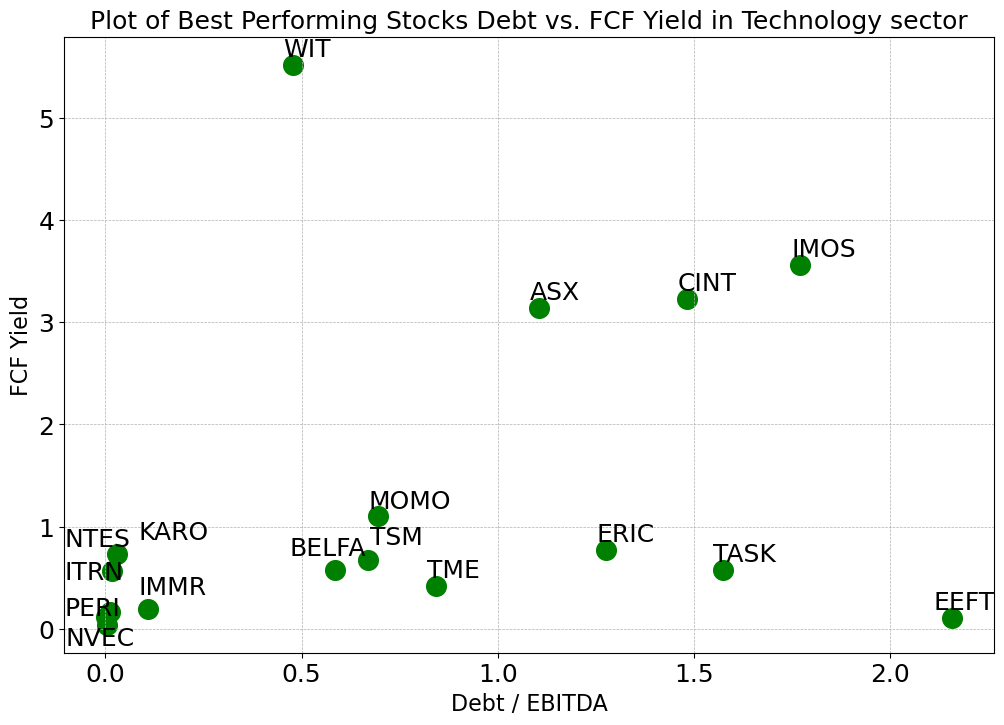 Plot of Best Performing Stocks Debt vs. FCF Yield in Technology sector
WIT
5
4
IMOS
CINT
ASX
3
FCF Yield
2
MOMO
1
KARO
NTES
TSM
ERIC
BELFA
TASK
TME
ITRN
IMMR
PERI
EEFT
0
NVEC
0.0 0.5 1.0 1.5 2.0
Debt / EBITDA